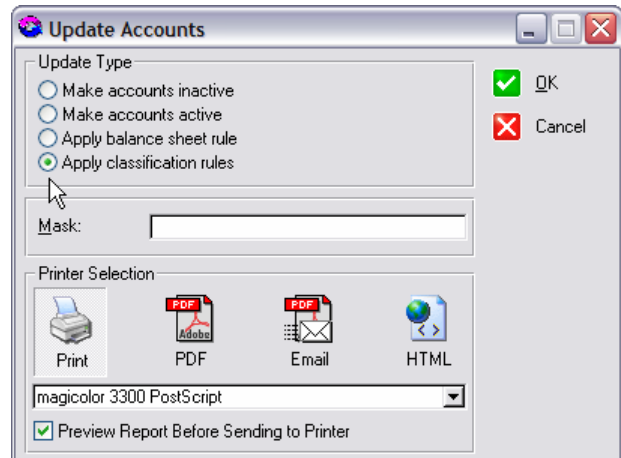 Update Accounts
Update Type
Make accounts inactive
Make accounts active
Apply balance sheet rule
Apply classification rules
OK
Cancel
Mask:
Printer Selection
PDF
Adobe
PDF
Print PDF Email HTML
magicolor 3300 PostScript
Preview Report Before Sending to Printer